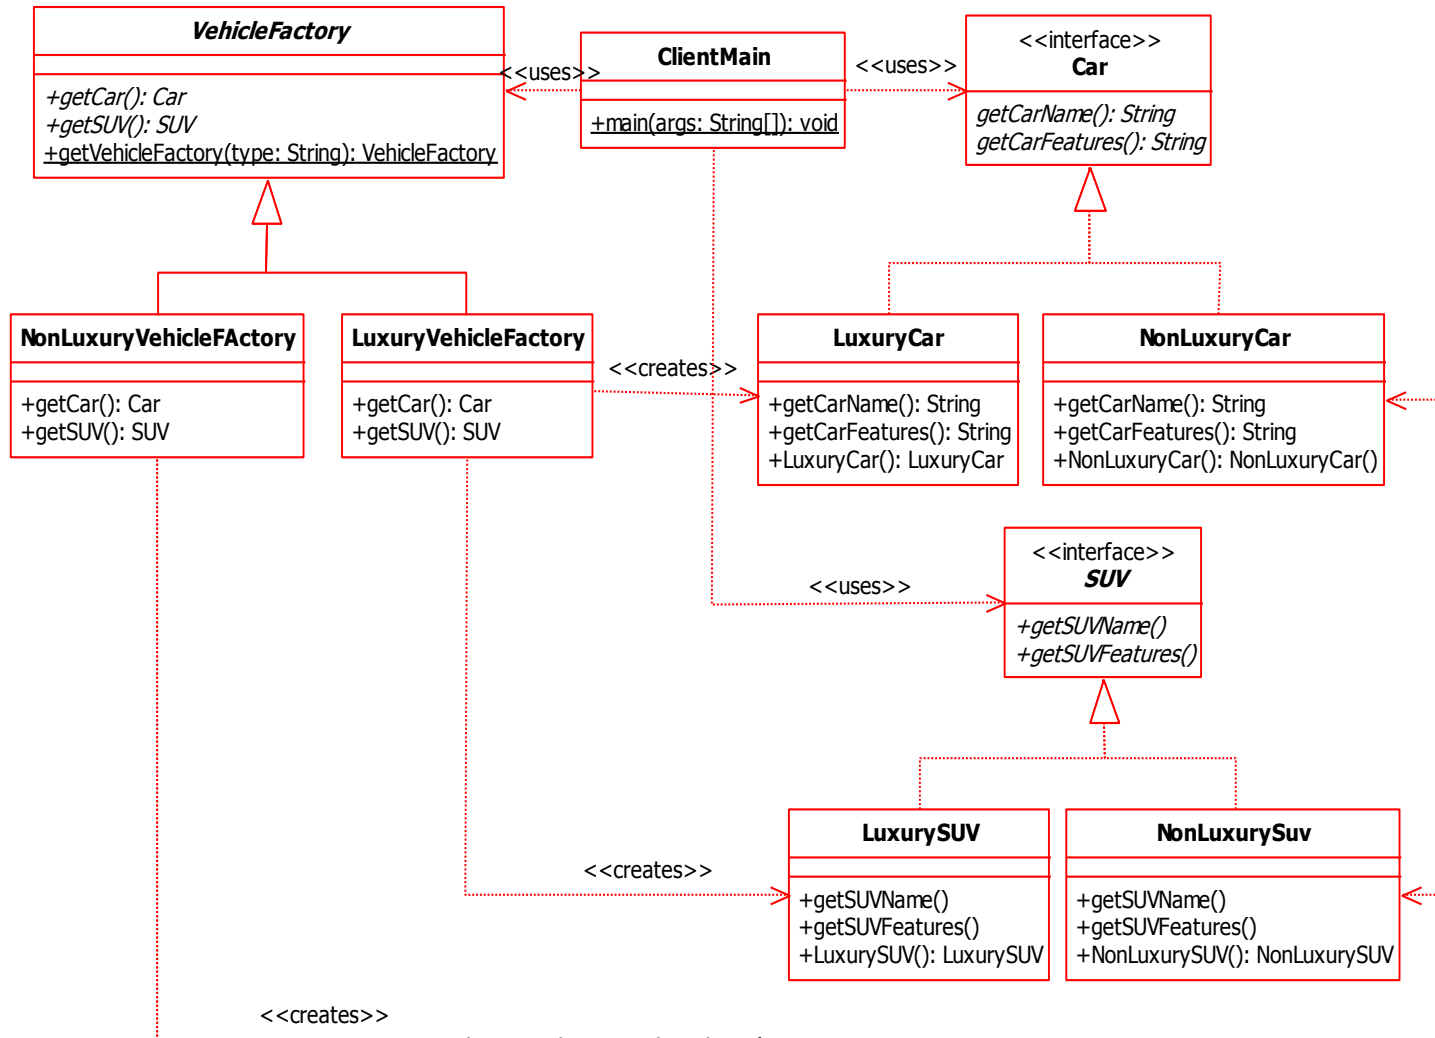 VehicleFactory
+getCar(): Car
+getSUV(): SUV
+getVehicleFactory(type: String): VehicleFactory
<<uses>>
ClientMain
+main(args: String[]): void
<<uses>>
<<interface>>
Car
getCarName(): String
getCarFeatures(): String
NonLuxuryVehicleFActory
+getCar(): Car
+getSUV(): SUV
LuxuryVehicleFactory
+getCar(): Car
+getSUV(): SUV
<<creates>>
LuxuryCar
+getCarName(): String
+getCarFeatures(): String
+LuxuryCar(): LuxuryCar
NonLuxuryCar
+getCarName(): String
+getCarFeatures(): String
+NonLuxuryCar(): NonLuxuryCar()
<<uses>>
<<interface>>
SUV
+getSUVName()
+getSUVFeatures()
<<creates>>
LuxurySUV
+getSUVName()
+getSUVFeatures()
+LuxurySUV(): LuxurySUV
NonLuxurySuv
+getSUVName()
+getSUVFeatures()
+NonLuxurySUV(): NonLuxurySUV
<<creates>>